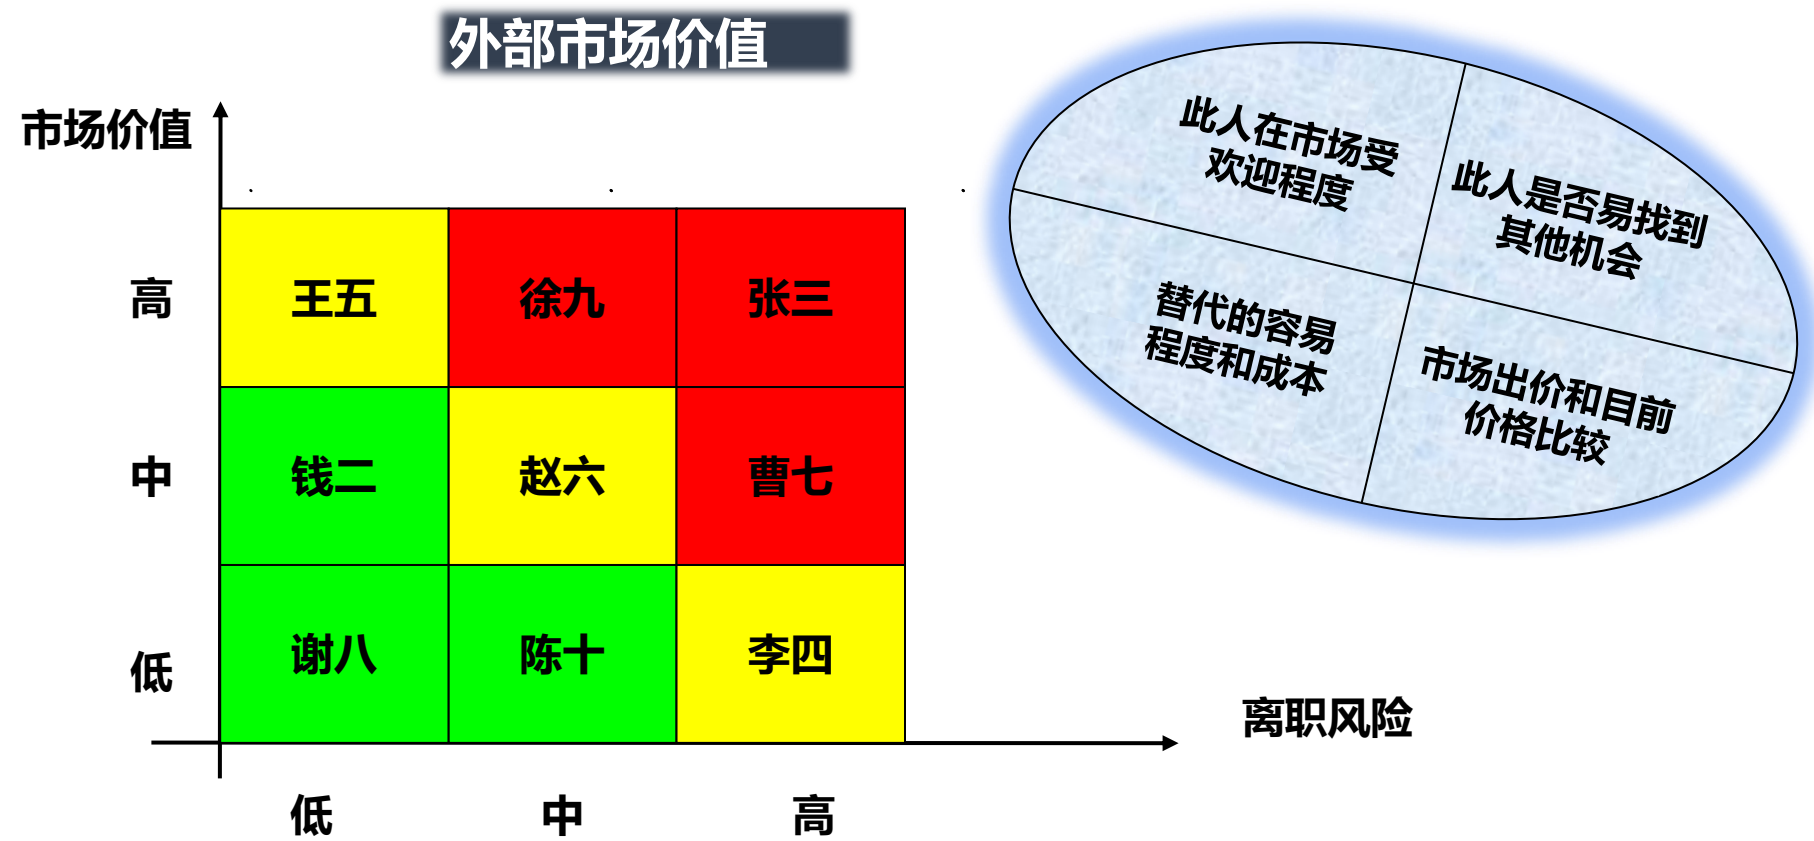 外部市场价值
市场价值
高
王五
徐九
张三
中
钱二
赵六
曹七
低
谢八
陈十
李四
离职风险
低
中
高
此人在市场受
欢迎程度
此人是否易找到
其他机会
替代的容易
程度和成本
市场出价和目前
价格比较